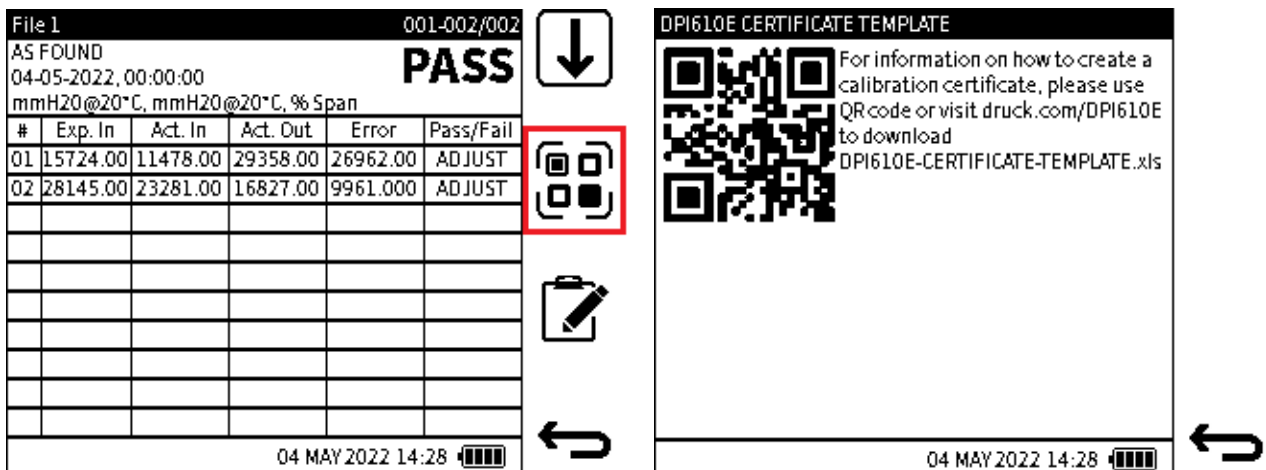 File 1 001-002/002
AS FOUND
PASS
04-05-2022, 00:00:00
mmH20@20°C, mmH20@20°C, % Span
# Exp. In Act. In Act. Out Error Pass/Fail
01 15724.00 11478.00 29358.00 26962.00 ADJUST
02 28145.00 23281.00 16827.00 9961.000 ADJUST
04 MAY 2022 14:28
DPI610E CERTIFICATE TEMPLATE
For information on how to create a
calibration certificate, please use
QR code or visit druck.com/DPI610E
to download
DPI610E-CERTIFICATE-TEMPLATE.xls
04 MAY 2022 14:28